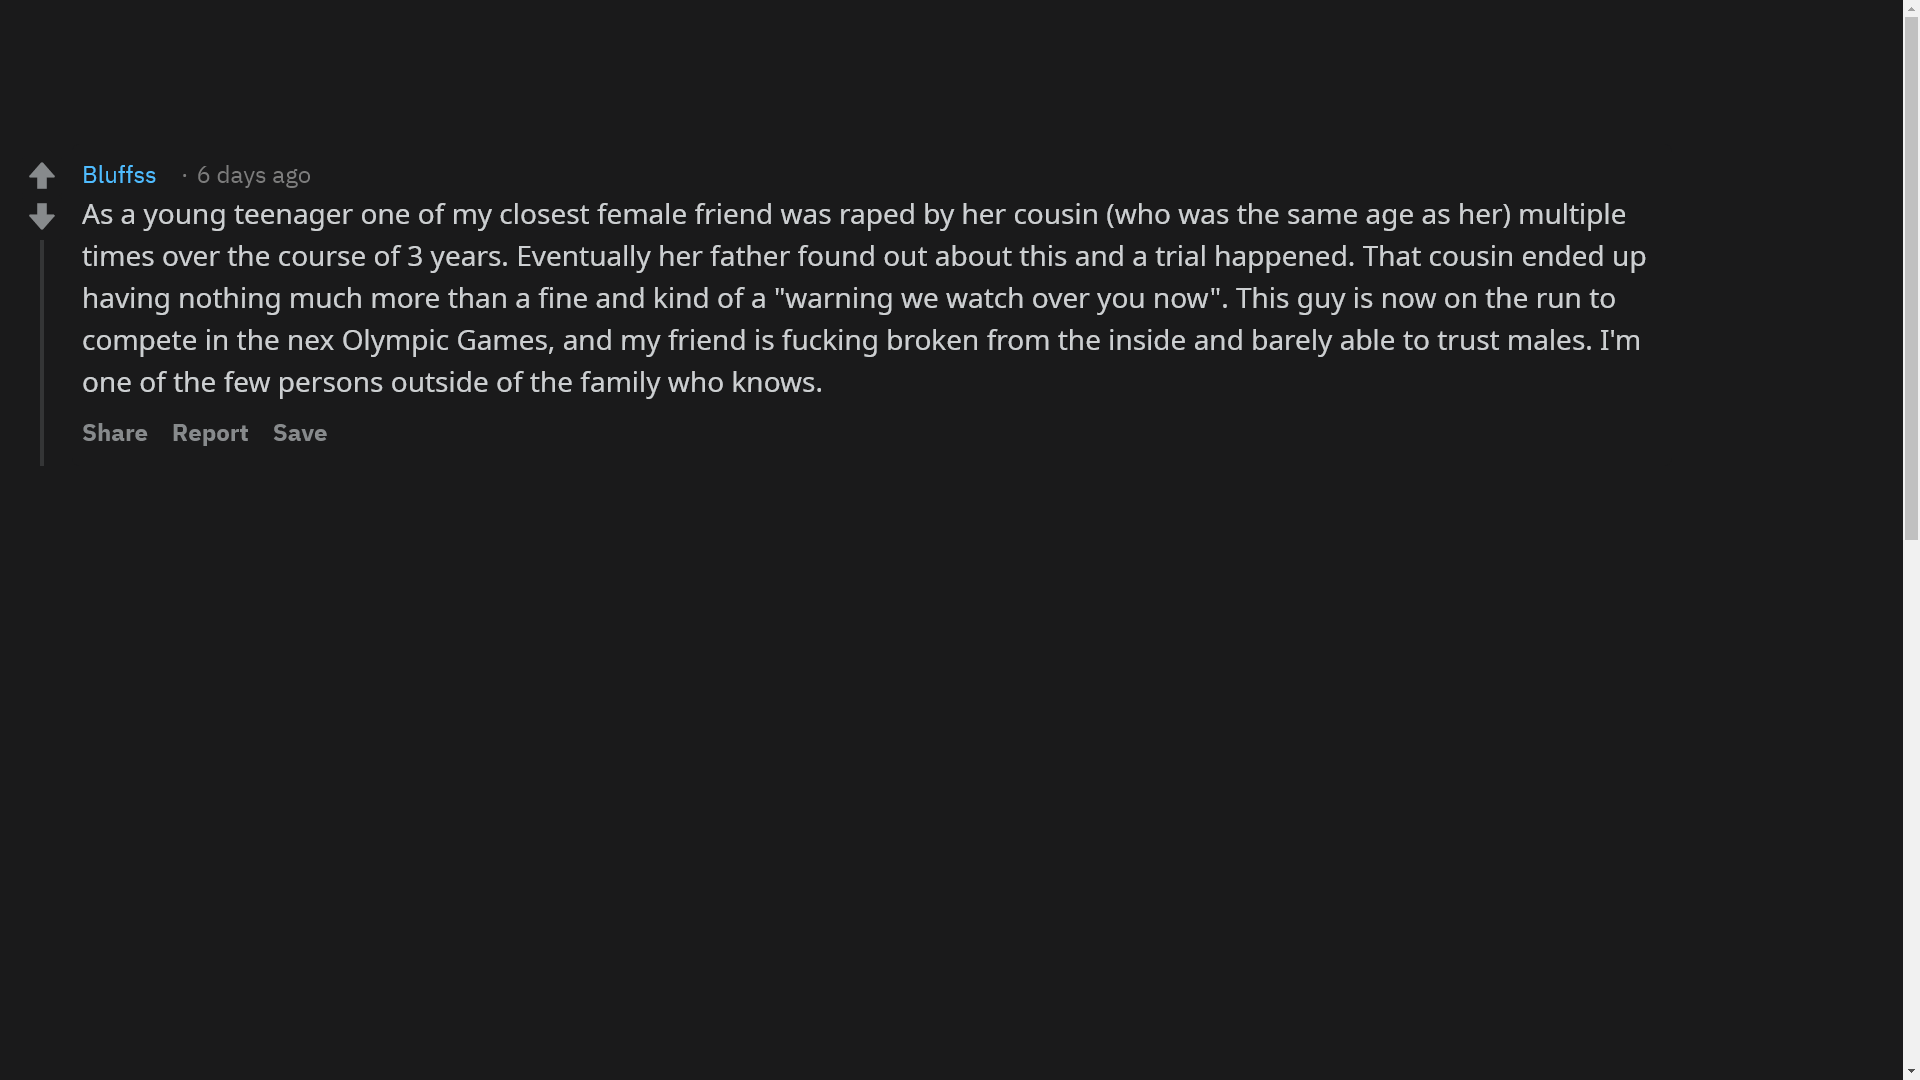 Bluffss · 6 days ago
As a young teenager one of my closest female friend was raped by her cousin (who was the same age as her) multiple
times over the course of 3 years. Eventually her father found out about this and a trial happened. That cousin ended up
having nothing much more than a fine and kind of a "warning we watch over you now". This guy is now on the run to
compete in the nex Olympic Games, and my friend is fucking broken from the inside and barely able to trust males. I'm
one of the few persons outside of the family who knows.
Share Report Save